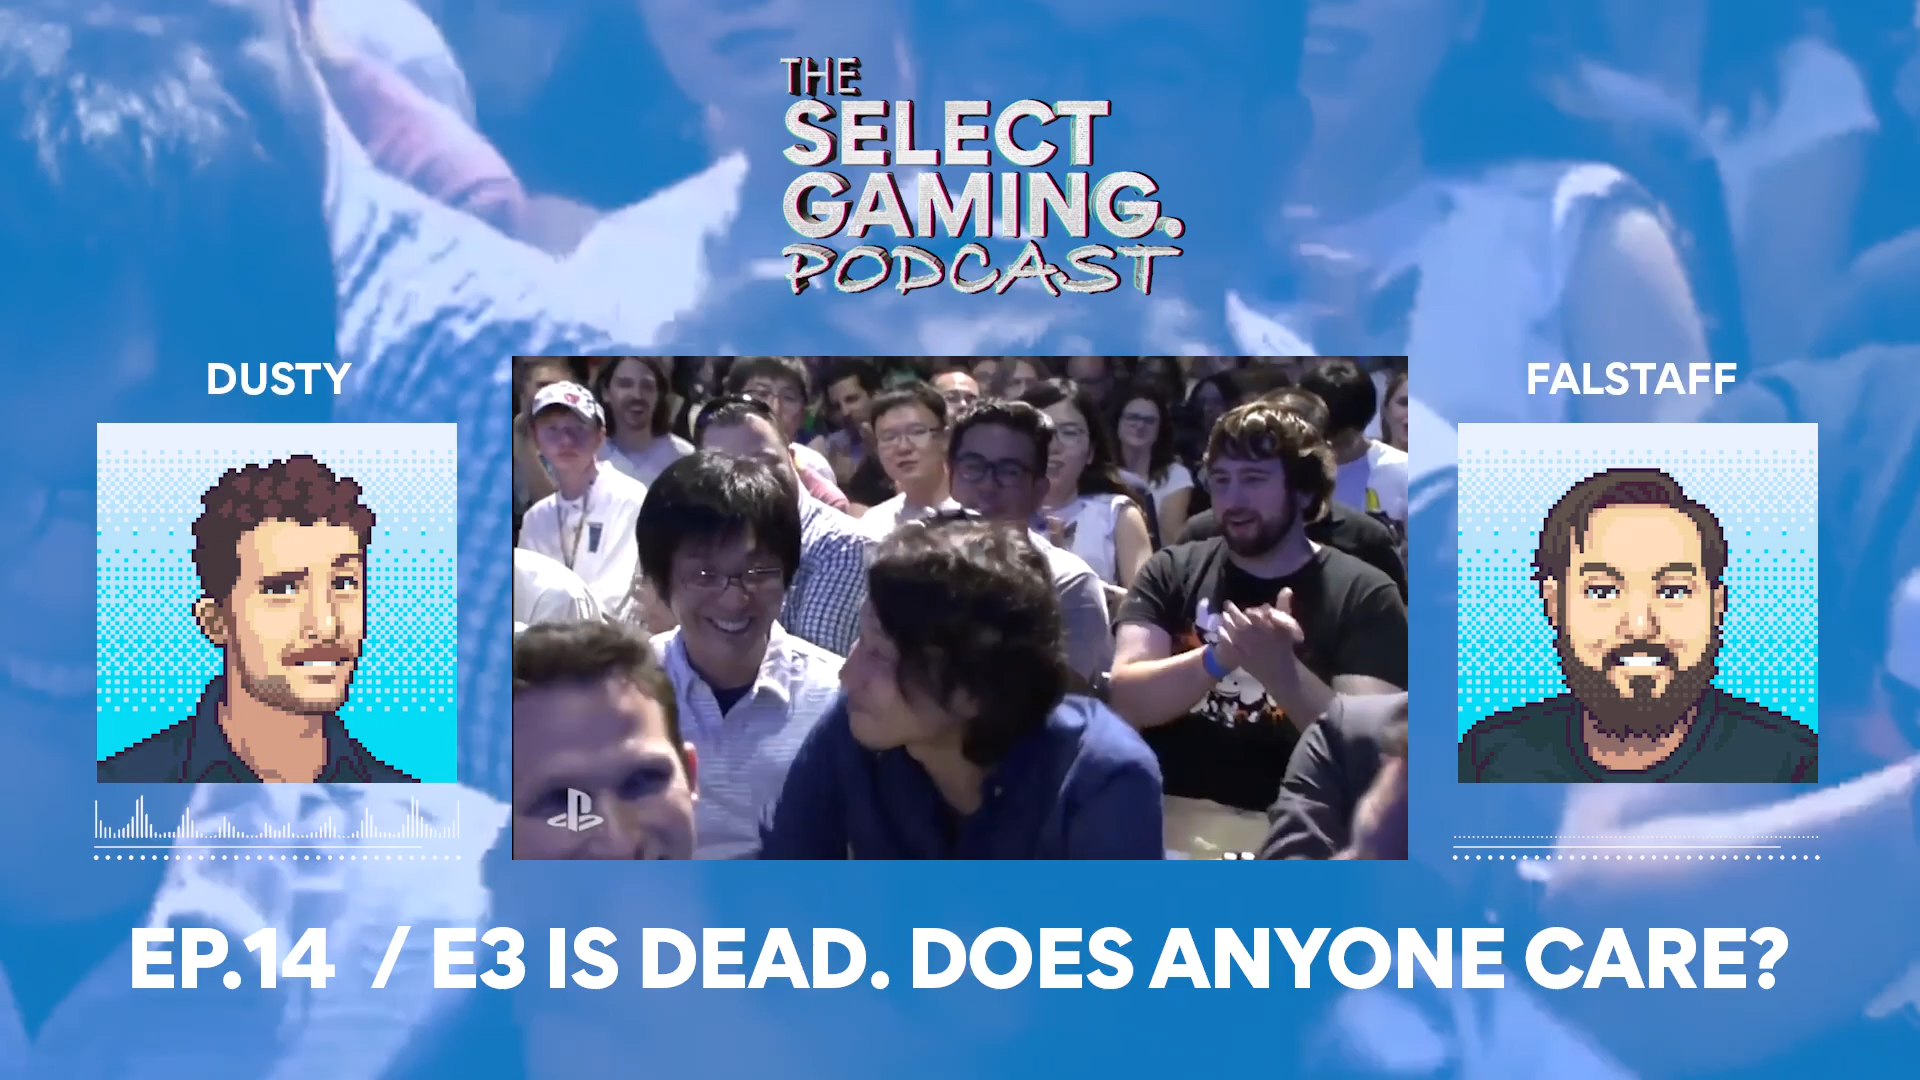 THE
SELECT
GAMING.
PODCAST
DUSTY
FALSTAFF
EP.14 / E3 IS DEAD. DOES ANYONE CARE?